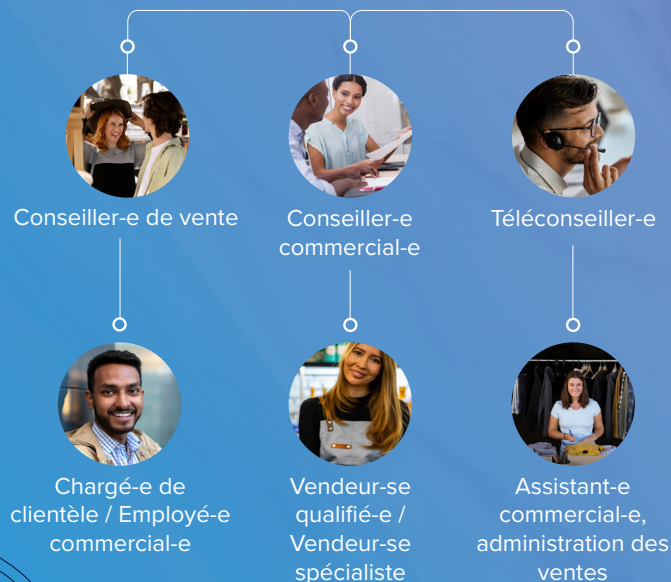 Conseiller-e de vente
Conseiller-e
commercial-e
Téléconseiller-e
Chargé-e de
clientèle / Employé-e
commercial-e
Vendeur-se
qualifié-e /
Vendeur-se
spécialiste
Assistant-e
commercial-e,
administration des
ventes